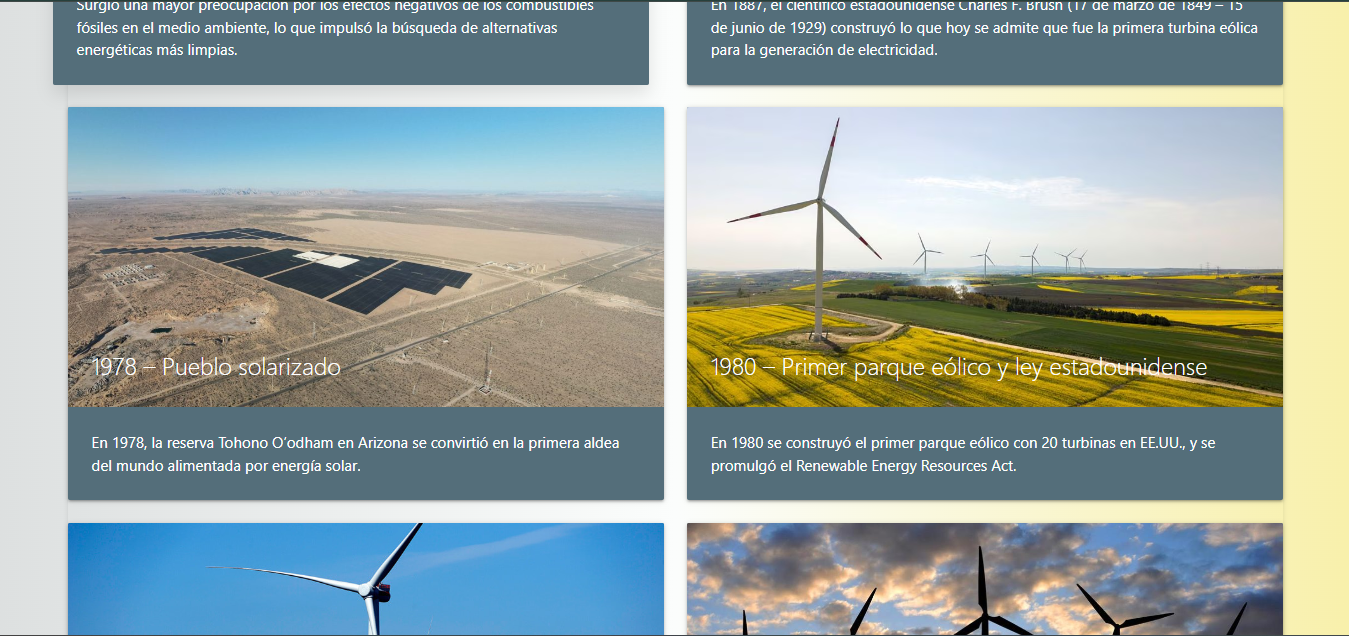 Surgió una mayor preocupación por los efectos negativos de los combustibles
fósiles en el medio ambiente, lo que impulsó la búsqueda de alternativas
energéticas más limpias.
En 1887, el científico estadounidense Charles F. Brush (17 de marzo de 1849 – 15
de junio de 1929) construyó lo que hoy se admite que fue la primera turbina eólica
para la generación de electricidad.
1978 – Pueblo solarizado
En 1978, la reserva Tohono O’odham en Arizona se convirtió en la primera aldea
del mundo alimentada por energía solar.
1980 – Primer parque eólico y ley estadounidense
En 1980 se construyó el primer parque eólico con 20 turbinas en EE.UU., y se
promulgó el Renewable Energy Resources Act.